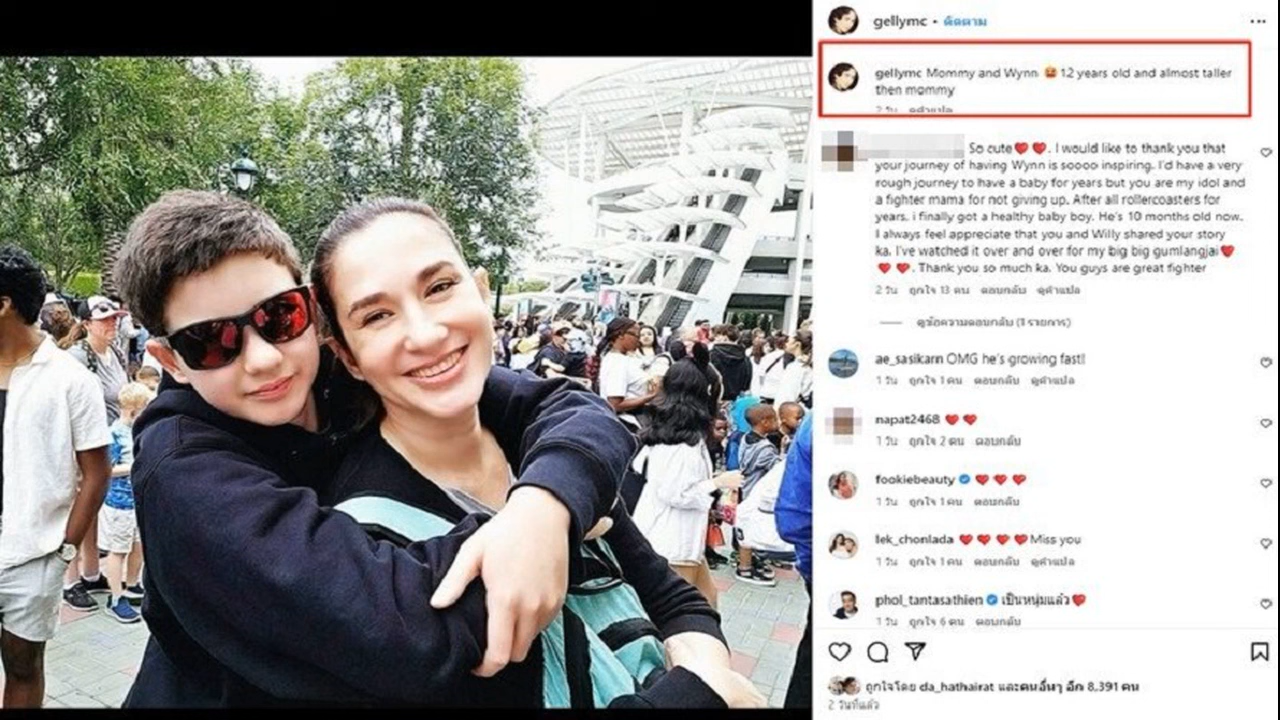 gellymc • ติดตาม
gellymc Mommy and Wynn 12 years old and almost taller
then mommy
2 วัน ดูคำแปล
So cute❤️❤️. I would like to thank you that
your journey of having Wynn is soooo inspiring. I'd have a very
rough journey to have a baby for years but you are my idol and
a fighter mama for not giving up. After all rollercoasters for
years. i finally got a healthy baby boy. He's 10 months old now.
I always feel appreciate that you and Willy shared your story
ka. I've watched it over and over for my big big gumlangjai❤️
❤️❤️. Thank you so much ka. You guys are great fighter
2 วัน ถูกใจ 13 คน ตอบกลับ ดูคำแปล
ดูข้อความตอบกลับ (1 รายการ)
ae_sasikarin OMG he's growing fast!!
1 วัน ถูกใจ 1 คน ตอบกลับ ดูคำแปล
napat2468 ❤️❤️
1 วัน ถูกใจ 2 คน ตอบกลับ
fookiebeauty ❤️❤️❤️
1 วัน ถูกใจ 1 คน ตอบกลับ
lek_chonlada ❤️❤️❤️❤️Miss you
1 วัน ถูกใจ 1 คน ตอบกลับ ดูคำแปล
phol_tantasathien เป็นหนุ่มแล้ว❤️
1 วัน ถูกใจ 6 คน ตอบกลับ
ถูกใจโดย da_hathairat และคนอื่นๆ อีก 8,391 คน
2 วันที่แล้ว